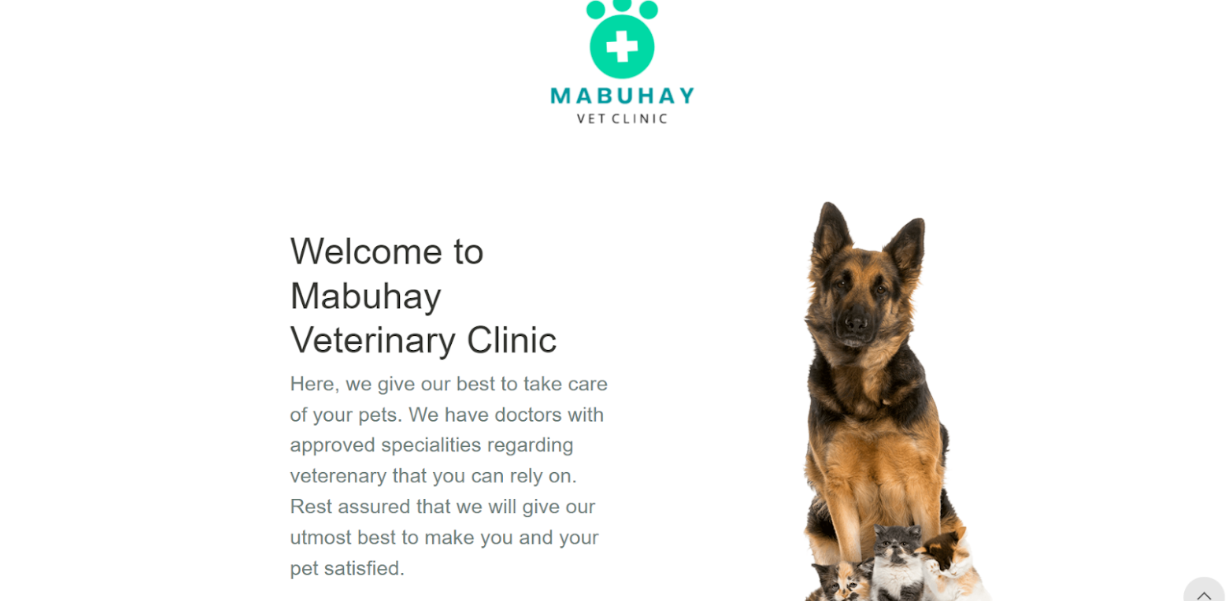 MABUHAY
VET CLINIC
Welcome to
Mabuhay
Veterinary Clinic
Here, we give our best to take care
of your pets. We have doctors with
approved specialities regarding
veterenary that you can rely on.
Rest assured that we will give our
utmost best to make you and your
pet satisfied.